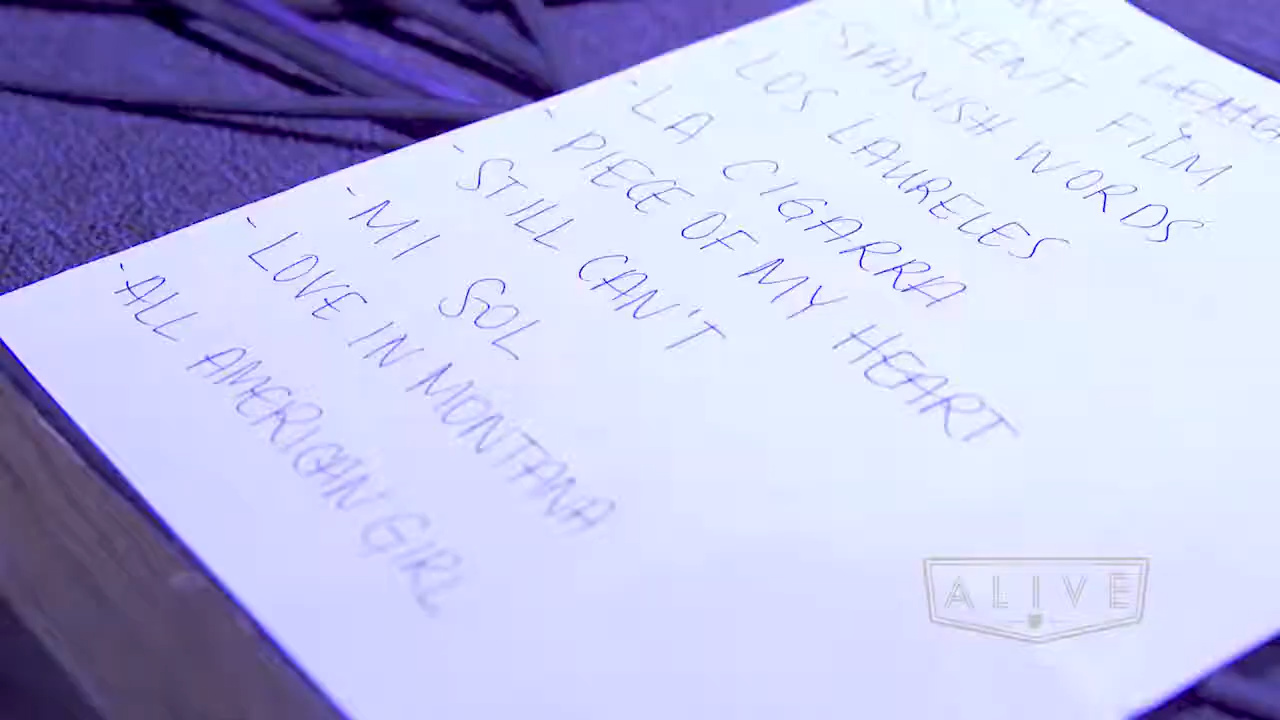 SILENT FILM
SPANISH WORDS
- LOS LAURELES
- LA CIGARRA
- PIECE OF MY HEART
- STILL CAN'T
- MI SOL
- LOVE IN MONTANA
- ALL AMERICAN GIRL
ALIVE